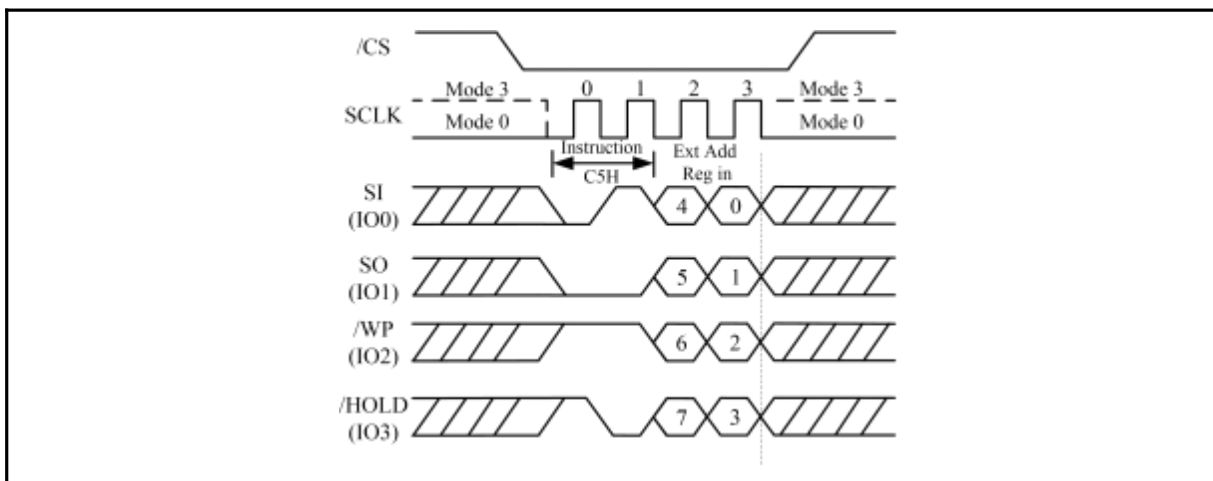 /CS
0 1 2 3
Mode 3 Mode 3
SCLK
Mode 0 Mode 0
Instruction Ext Add
C5H Reg in
SI
(IO0)
4 0
SO
(IO1)
5 1
/WP
(IO2)
6 2
/HOLD
(IO3)
7 3